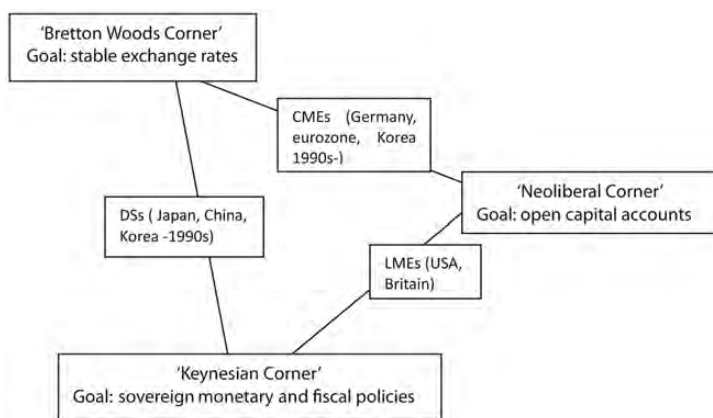 ‘Bretton Woods Corner’
Goal: stable exchange rates
CMEs (Germany,
eurozone, Korea
1990s-)
‘Neoliberal Corner’
Goal: open capital accounts
DSs ( Japan, China,
Korea -1990s)
LMEs (USA,
Britain)
‘Keynesian Corner’
Goal: sovereign monetary and fiscal policies